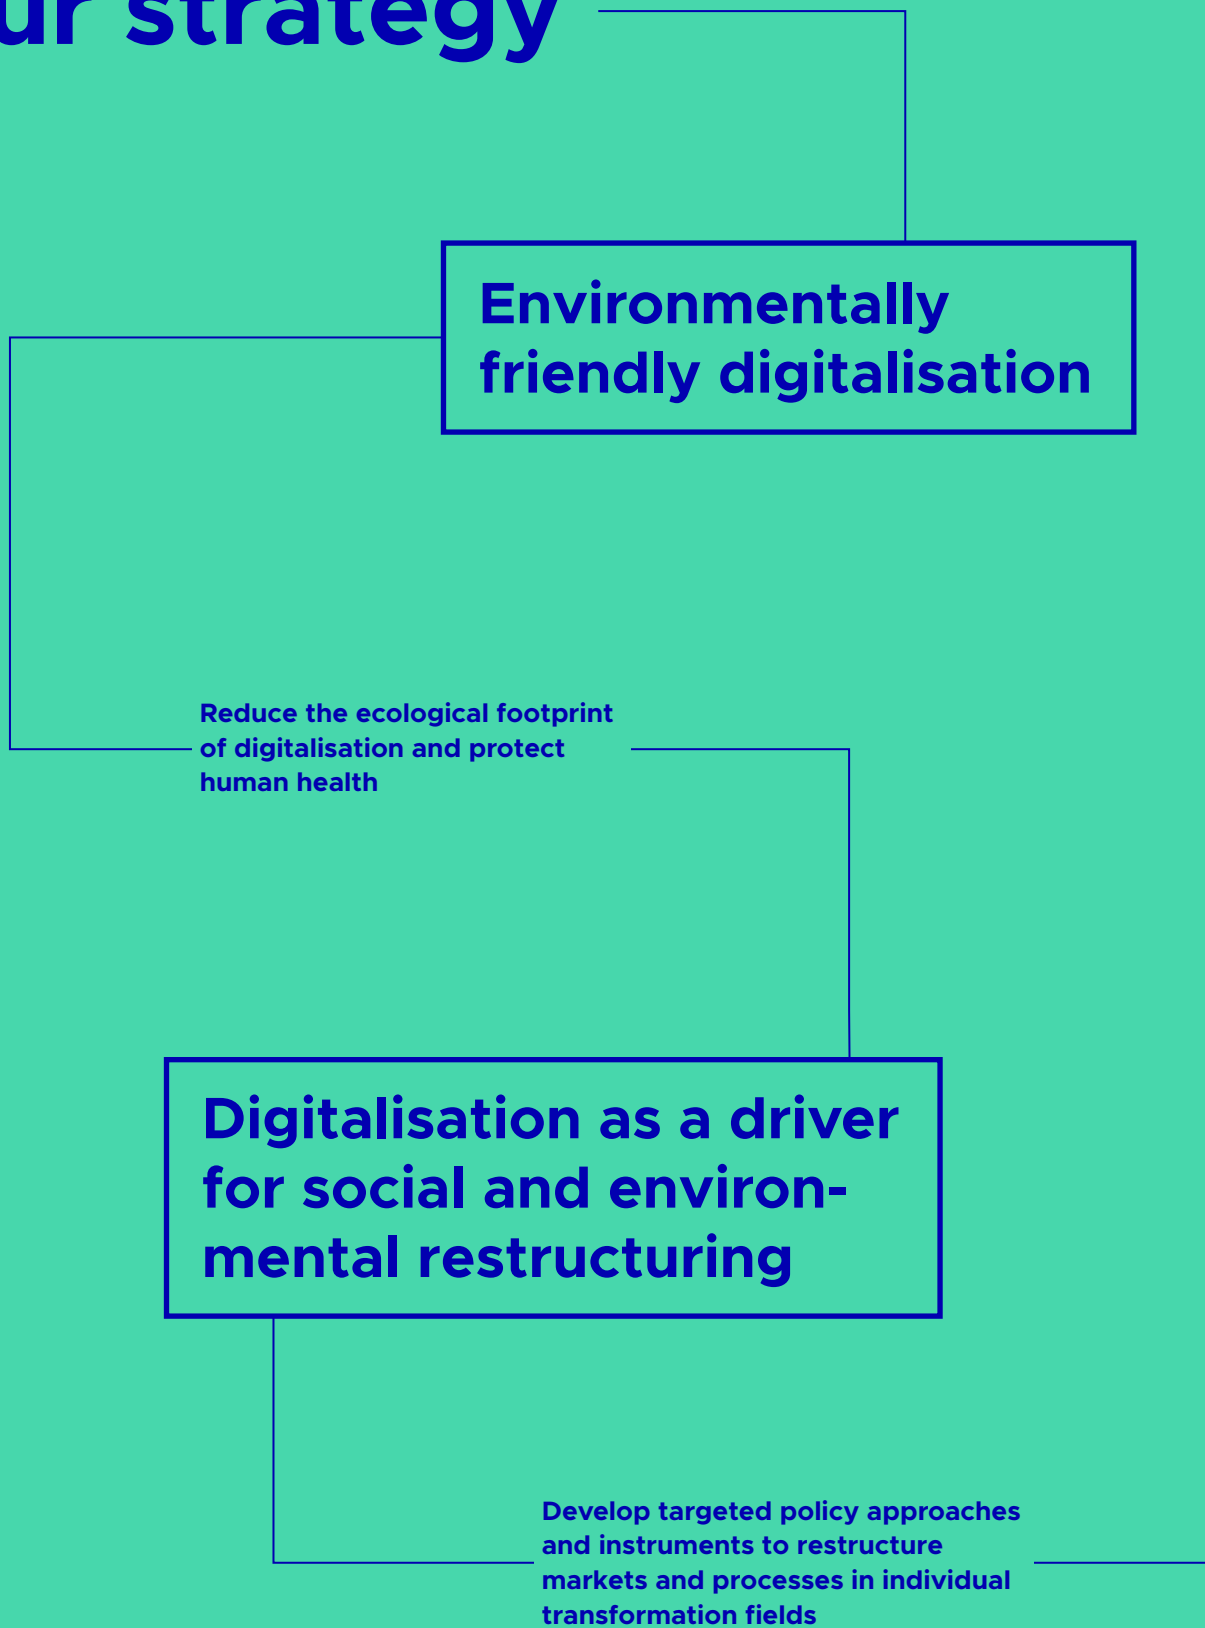 ur strategy
Environmentally
friendly digitalisation
Reduce the ecological footprint
of digitalisation and protect
human health
Digitalisation as a driver
for social and environ-
mental restructuring
Develop targeted policy approaches
and instruments to restructure
markets and processes in individual
transformation fields